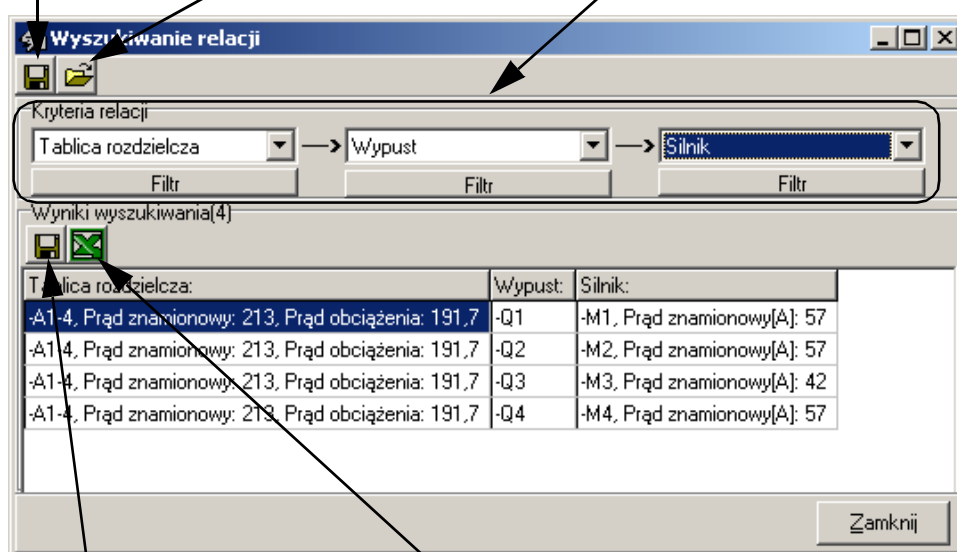 Wyszukiwanie relacji
Kryteria relacji
Tablica rozdzielcza Wypust Silnik
Filtr Filtr Filtr
Wyniki wyszukiwania(4)
Tablica rozdzielcza: Wypust: Silnik:
-A1-4, Prąd znamionowy: 213, Prąd obciążenia: 191,7 -Q1 -M1, Prąd znamionowy[A]: 57
-A1-4, Prąd znamionowy: 213, Prąd obciążenia: 191,7 -Q2 -M2, Prąd znamionowy[A]: 57
-A1-4, Prąd znamionowy: 213, Prąd obciążenia: 191,7 -Q3 -M3, Prąd znamionowy[A]: 42
-A1-4, Prąd znamionowy: 213, Prąd obciążenia: 191,7 -Q4 -M4, Prąd znamionowy[A]: 57
Zamknij